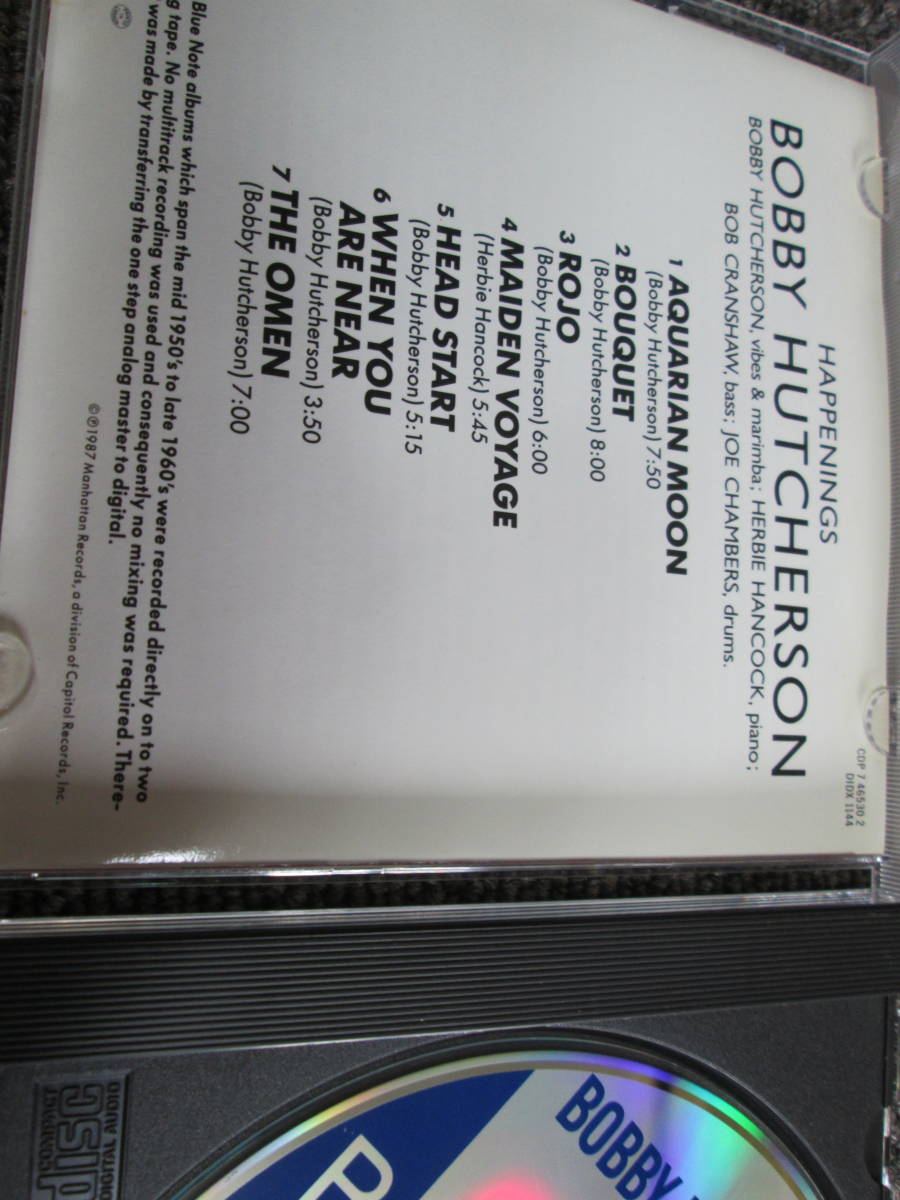 CDP 7 46530 2
DIDX 1144
HAPPENINGS
BOBBY HUTCHERSON
BOBBY HUTCHERSON, vibes & marimba; HERBIE HANCOCK, piano;
BOB CRANSHAW, bass; JOE CHAMBERS, drums.
1 AQUARIAN MOON
(Bobby Hutcherson) 7:50
2 BOUQUET
(Bobby Hutcherson) 8:00
3 ROJO
(Bobby Hutcherson) 6:00
4 MAIDEN VOYAGE
(Herbie Hancock) 5:45
5 HEAD START
(Bobby Hutcherson) 5:15
6 WHEN YOU
ARE NEAR
(Bobby Hutcherson) 3:50
7 THE OMEN
(Bobby Hutcherson) 7:00
Blue Note albums which span the mid 1950's to late 1960's were recorded directly on to two
g tape. No multitrack recording was used and consequently no mixing was required. There-
was made by transferring the one step analog master to digital.
©℗1987 Manhattan Records, a division of Capitol Records, Inc.
BOBBY
COMPACT
disc
DIGITAL AUDIO